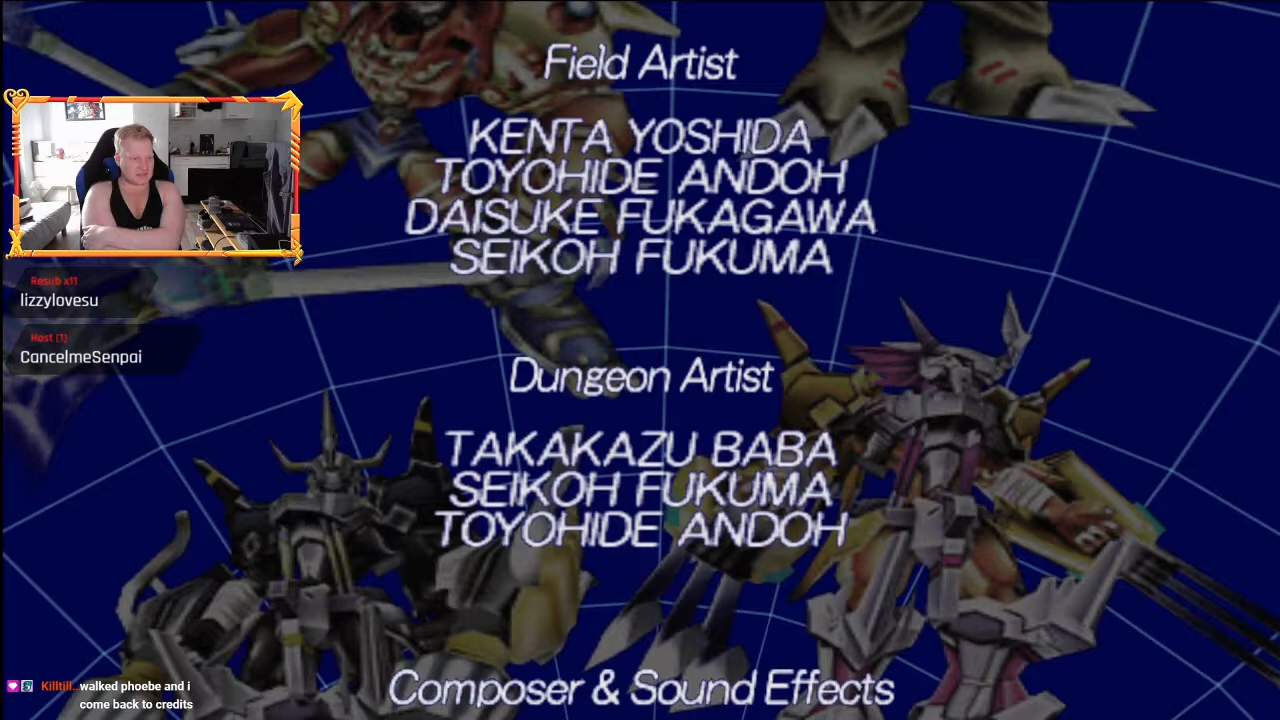 Field Artist
KENTA YOSHIDA
TOYOHIDE ANDOH
DAISUKE FUKAGAWA
SEIKOH FUKUMA
Resub x11
lizzylovesu
Host [1]
CancelmeSenpai
Dungeon Artist
TAKAKAZU BABA
SEIKOH FUKUMA
TOYOHIDE ANDOH
Composer & Sound Effects
Killtill.. walked phoebe and i
come back to credits